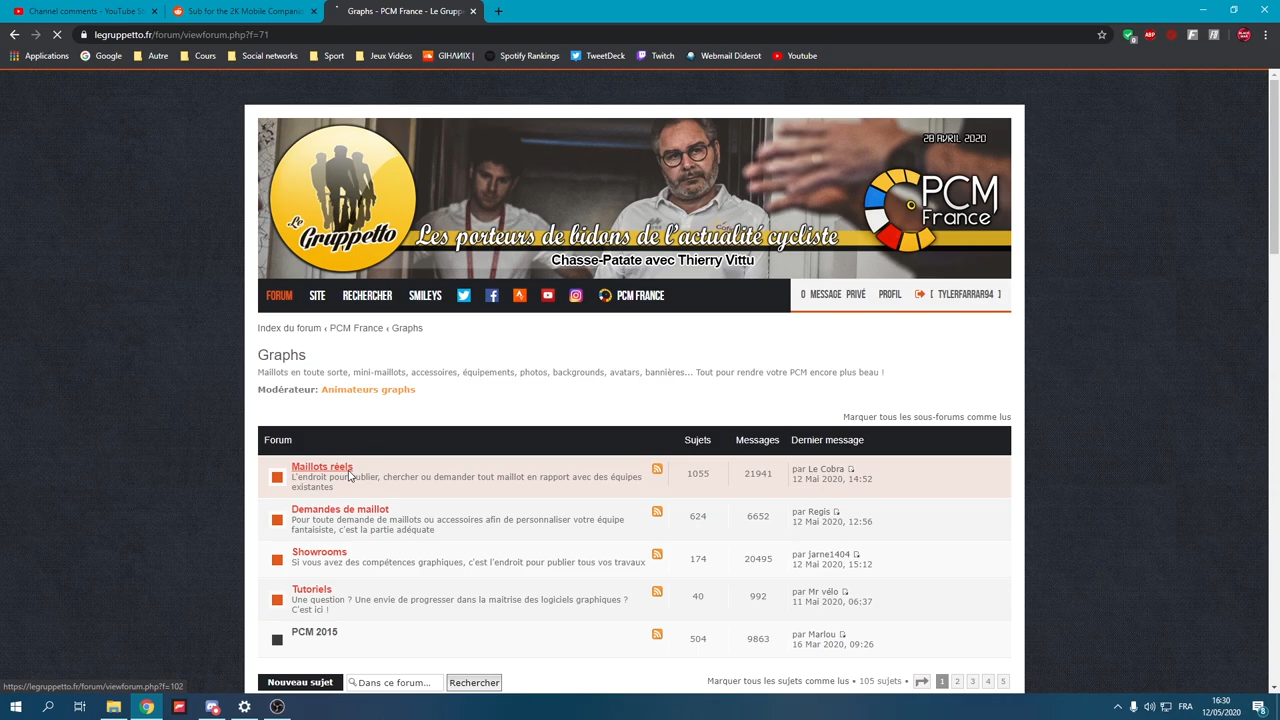 Channel comments - YouTube St
Sub for the 2K Mobile Compani
Graphs - PCM France - Le Grupp
legruppetto.fr/forum/viewforum.php?f=71
Applications
Google
Autre
Cours
Social networks
Sport
Jeux Vidéos
GIHANIX |
Spotify Rankings
TweetDeck
Twitch
Webmail Diderot
Youtube
28 AVRIL 2020
Le Gruppetto
PCM France
Les porteurs de bidons de l'actualité cycliste
Chasse-Patate avec Thierry Vittu
FORUM SITE RECHERCHER SMILEYS PCM FRANCE
0 MESSAGE PRIVÉ PROFIL [ TYLERFARRAR94 ]
Index du forum ‹ PCM France ‹ Graphs
Graphs
Maillots en toute sorte, mini-maillots, accessoires, équipements, photos, backgrounds, avatars, bannières... Tout pour rendre votre PCM encore plus beau !
Modérateur: Animateurs graphs
Marquer tous les sous-forums comme lus
Forum Sujets Messages Dernier message
Maillots réels
L'endroit pour publier, chercher ou demander tout maillot en rapport avec des équipes
existantes
1055 21941
par Le Cobra
12 Mai 2020, 14:52
Demandes de maillot
Pour toute demande de maillots ou accessoires afin de personnaliser votre équipe
fantaisiste, c'est la partie adéquate
624 6652
par Regis
12 Mai 2020, 12:56
Showrooms
Si vous avez des compétences graphiques, c'est l'endroit pour publier tous vos travaux
174 20495
par jarne1404
12 Mai 2020, 15:12
Tutoriels
Une question ? Une envie de progresser dans la maitrise des logiciels graphiques ?
C'est ici !
40 992
par Mr vélo
11 Mai 2020, 06:37
PCM 2015
504 9863
par Marlou
16 Mar 2020, 09:26
Nouveau sujet
Dans ce forum...
Rechercher
Marquer tous les sujets comme lus • 105 sujets • 1 2 3 4 5
https://legruppetto.fr/forum/viewforum.php?f=102
FR
16:30
12/05/2020
8